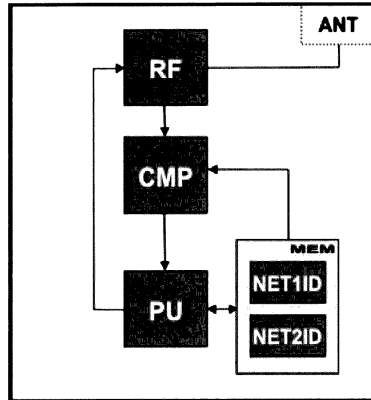 ANT
RF
CMP
MEM
NET1ID
PU
NET2ID